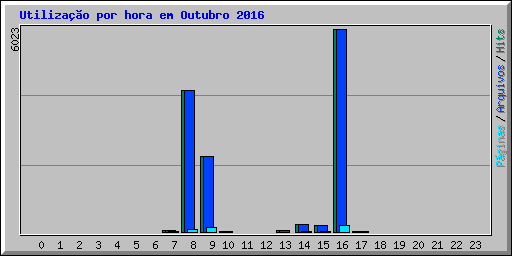 Utilização por hora em Outubro 2016
6023
Páginas / Arquivos / Hits
0 1 2 3 4 5 6 7 8 9 10 11 12 13 14 15 16 17 18 19 20 21 22 23